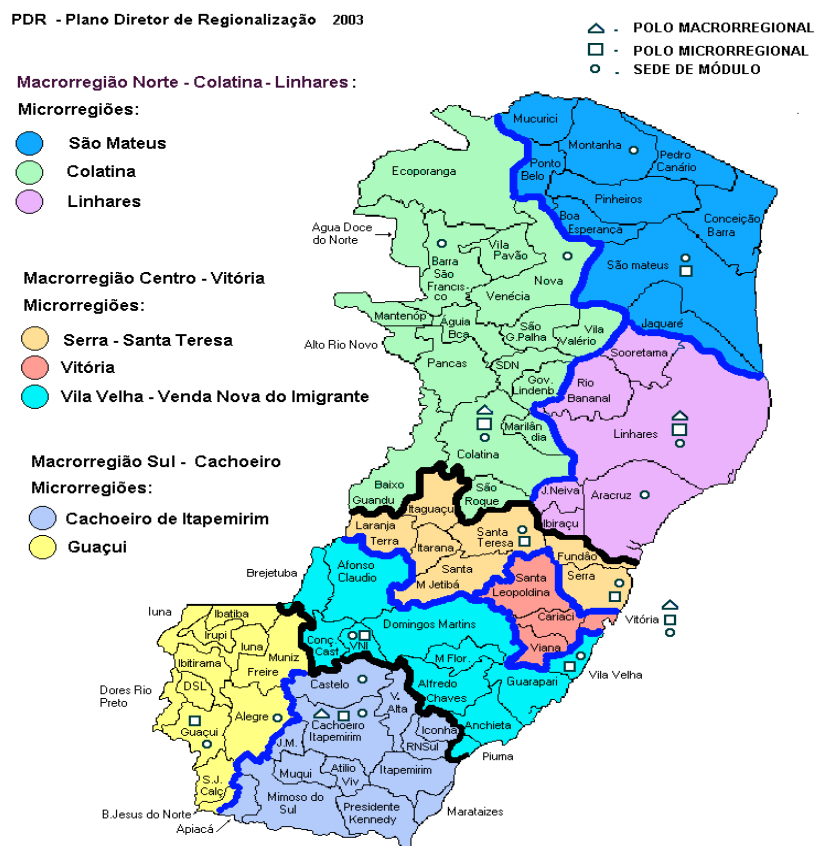 PDR - Plano Diretor de Regionalização 2003
POLO MACRORREGIONAL
POLO MICRORREGIONAL
SEDE DE MÓDULO
Macrorregião Norte - Colatina - Linhares :
Microrregiões:
São Mateus
Colatina
Linhares
Macrorregião Centro - Vitória
Microrregiões:
Serra - Santa Teresa
Vitória
Vila Velha - Venda Nova do Imigrante
Macrorregião Sul - Cachoeiro
Microrregiões:
Cachoeiro de Itapemirim
Guaçui
Mucurici
Montanha
Pedro
Canário
Ponto
Belo
Ecoporanga
Pinheiros
Boa
Esperança
Conceição
Barra
Agua Doce
do Norte
Vila
Pavão
Barra
São
Francis-
co
Nova
Venécia
São mateus
Jaquaré
Mantenóp
Águia
Bca
São
G.Palha
Vila
Valério
Alto Rio Novo
Pancas
SDN
Gov.
Lindenb.
Sooretama
Rio
Bananal
Linhares
Marilân
dia
Colatina
Baixo
Guandu
São
Roque
J.Neiva
Aracruz
Ibiraçu
Itaguaçu
Laranja
Terra
Itarana
Santa
Teresa
Fundão
Santa
M Jetibá
Serra
Santa
Leopoldina
Cariaci
Viana
Vitória
Brejetuba
Afonso
Claudio
Domingos Martins
Conç.
Cast
VNI
M Flor.
Guarapari
Vila Velha
Alfredo
Chaves
Anchieta
Piuma
Iuna
Ibatiba
Irupi
Iuna
Ibitirama
Muniz
Freire
Dores Rio
Preto
DSL
Guaçui
Alegre
S.J.
Calç
B.Jesus do Norte
Apiacá
Castelo
V.
Alta
Cachoeiro
Itapemirim
Iconha
RNSul
J.M.
Muqui
Atilio
Viv
Itapemirim
Mimoso do
Sul
Presidente
Kennedy
Marataizes